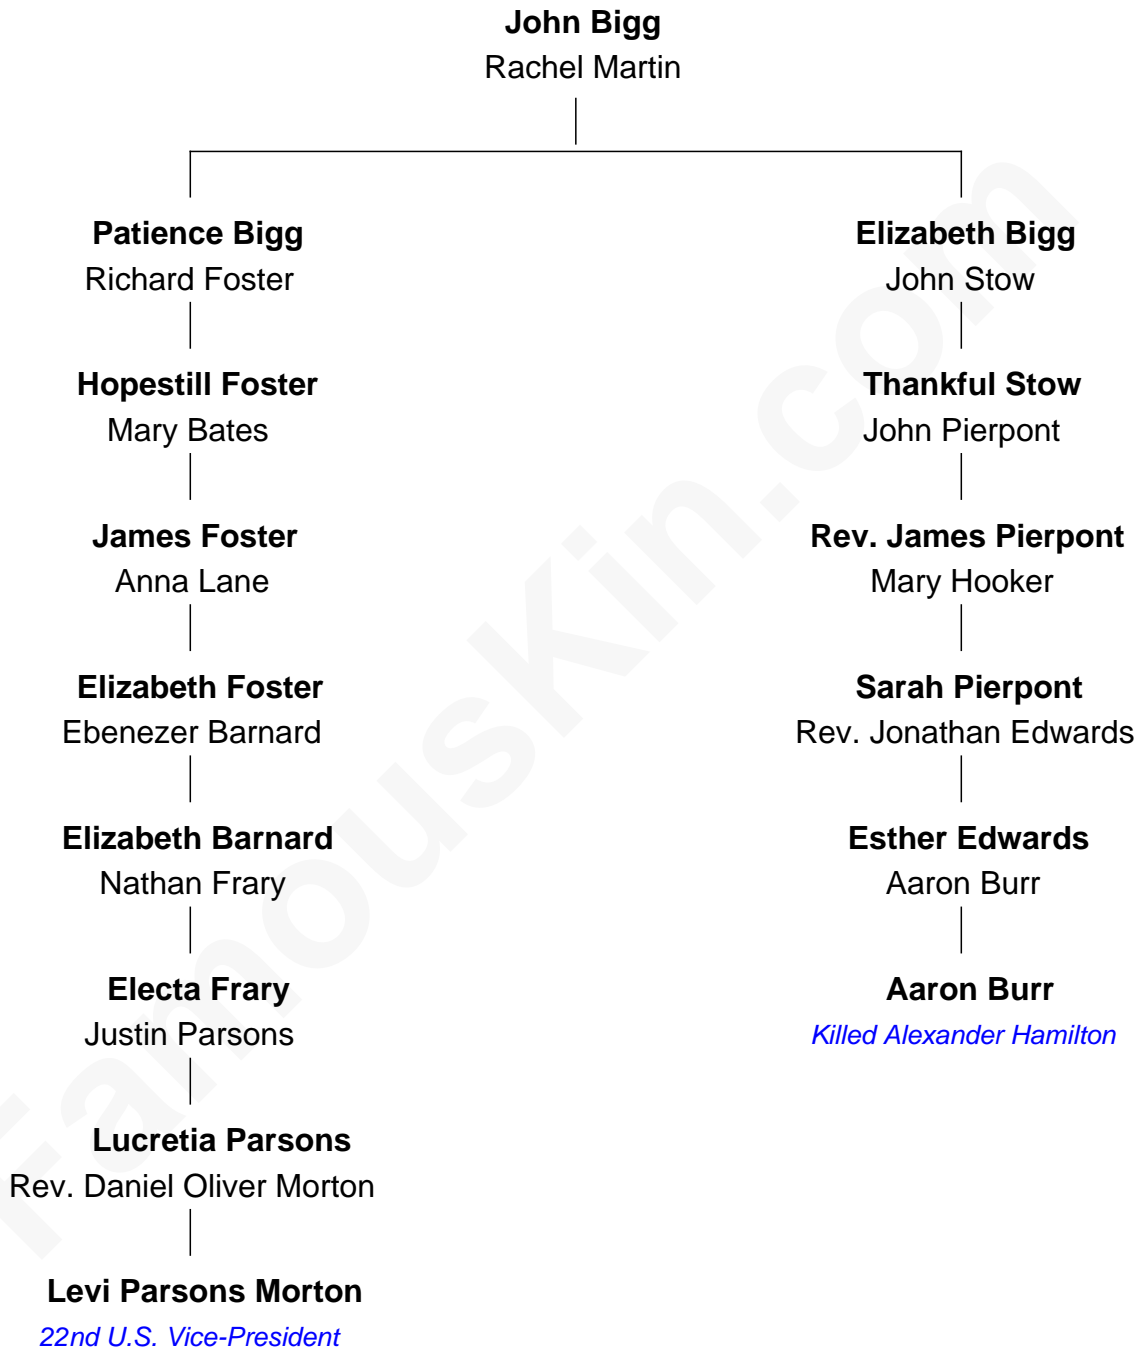 John Bigg
Rachel Martin
Patience Bigg
Richard Foster
Hopestill Foster
Mary Bates
James Foster
Anna Lane
Elizabeth Foster
Ebenezer Barnard
Elizabeth Barnard
Nathan Frary
Electa Frary
Justin Parsons
Lucretia Parsons
Rev. Daniel Oliver Morton
Levi Parsons Morton
22nd U.S. Vice-President
Elizabeth Bigg
John Stow
Thankful Stow
John Pierpont
Rev. James Pierpont
Mary Hooker
Sarah Pierpont
Rev. Jonathan Edwards
Esther Edwards
Aaron Burr
Aaron Burr
Killed Alexander Hamilton
FamousKin.com